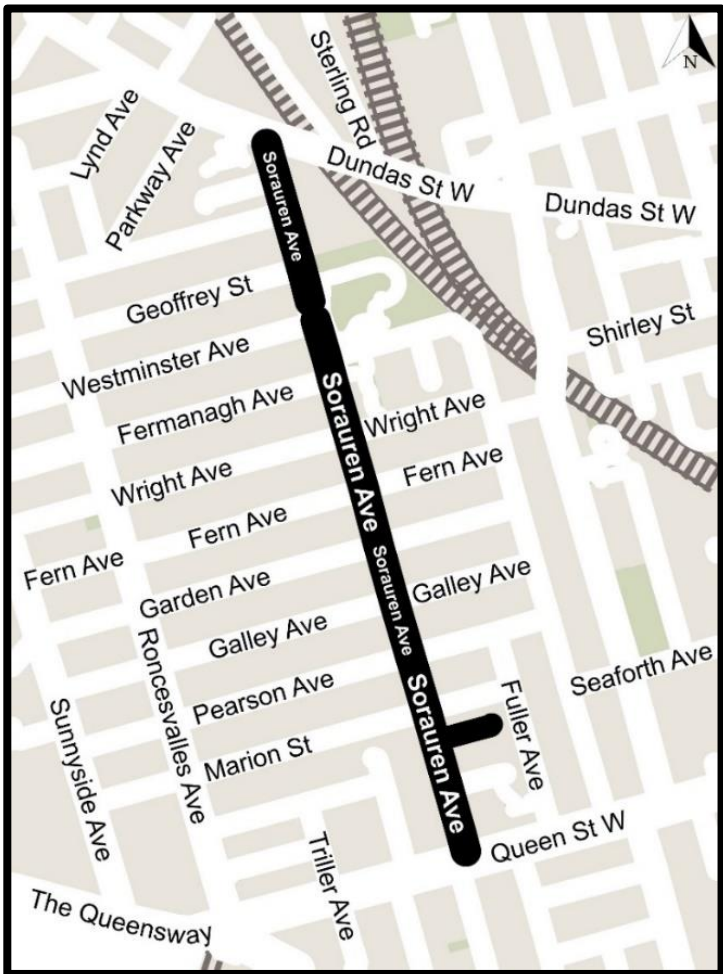 N
Sterling Rd
Lynd Ave
Parkway Ave
Sorauren Ave
Dundas St W
Dundas St W
Geoffrey St
Shirley St
Westminster Ave
Fermanagh Ave
Sorauren Ave
Wright Ave
Wright Ave
Fern Ave
Fern Ave
Fern Ave
Sorauren Ave
Garden Ave
Galley Ave
Galley Ave
Roncesvalles Ave
Seaforth Ave
Pearson Ave
Sorauren Ave
Fuller Ave
Sunnyside Ave
Marion St
Queen St W
Triller Ave
The Queensway